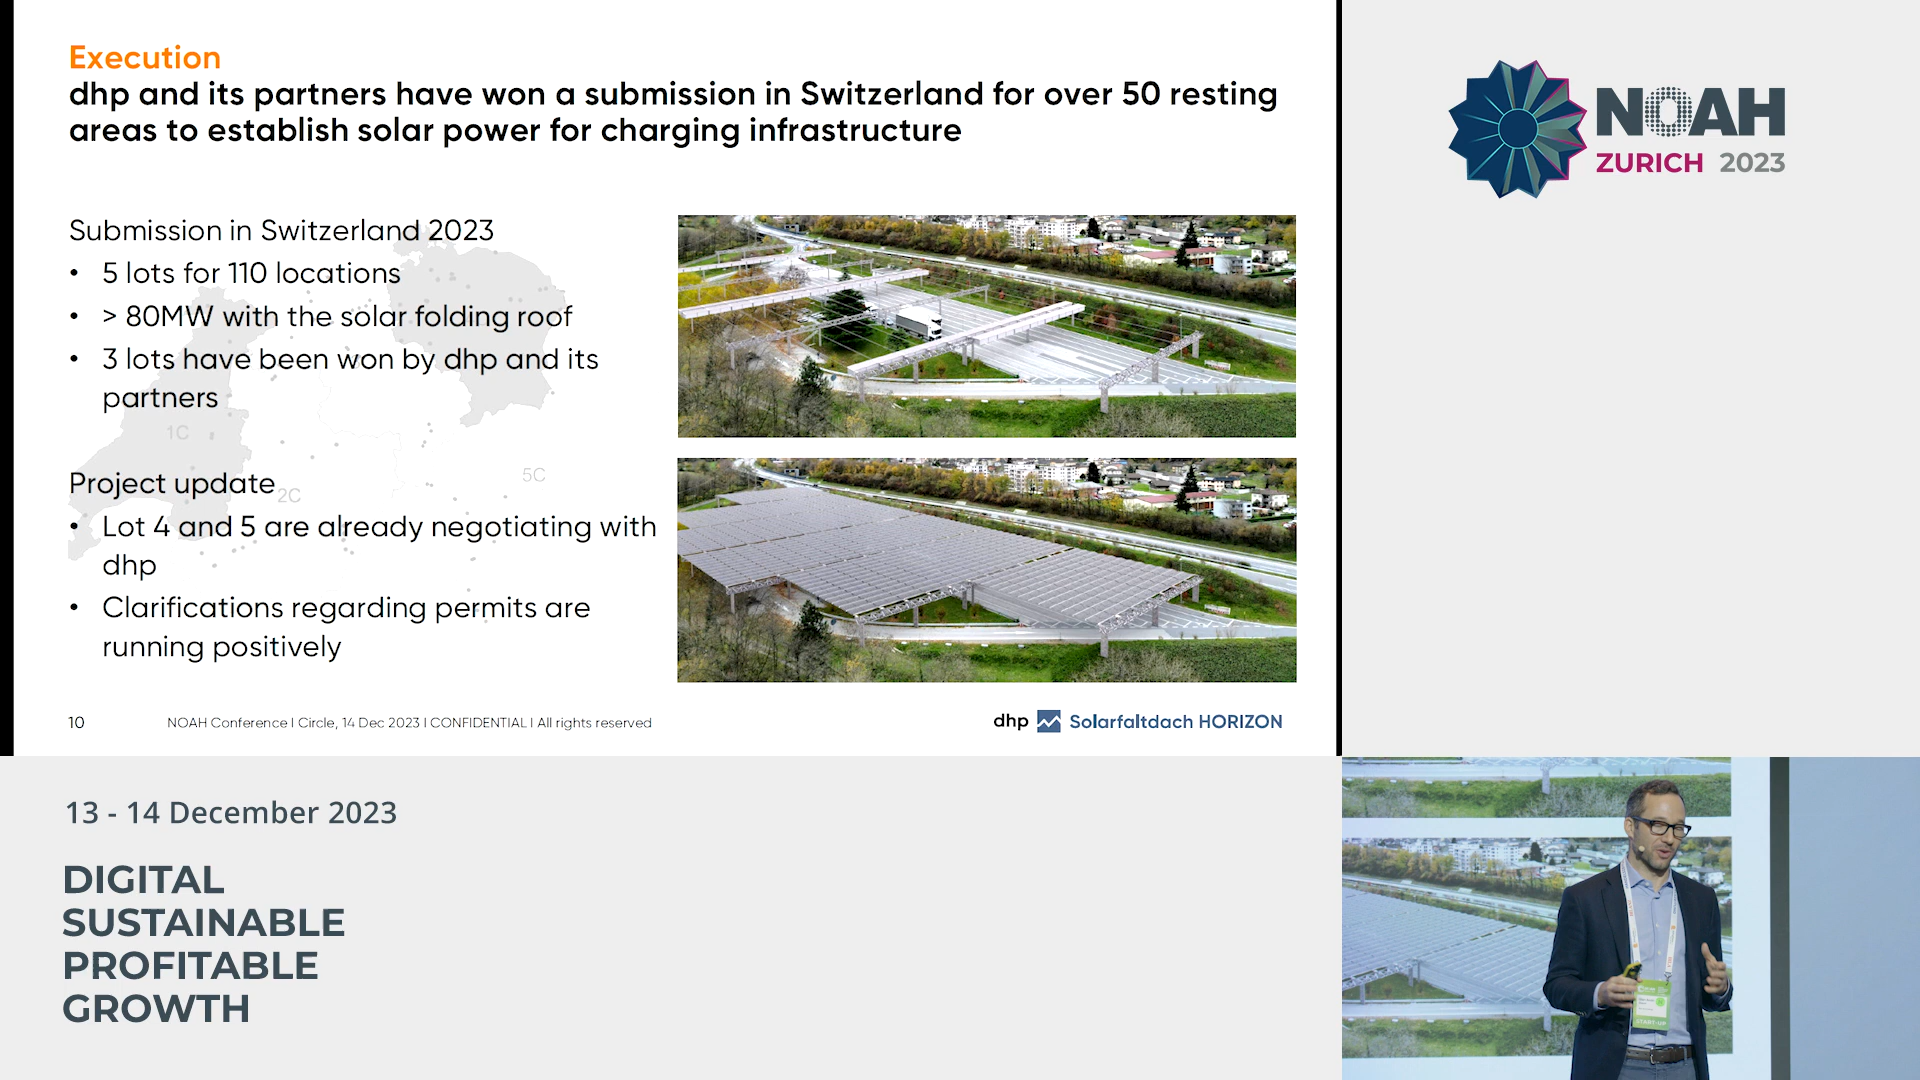 Execution
dhp and its partners have won a submission in Switzerland for over 50 resting
areas to establish solar power for charging infrastructure
Submission in Switzerland 2023
• 5 lots for 110 locations
• > 80MW with the solar folding roof
• 3 lots have been won by dhp and its
partners
1C
2C
5C
Project update
• Lot 4 and 5 are already negotiating with
dhp
• Clarifications regarding permits are
running positively
10
NOAH Conference I Circle, 14 Dec 2023 I CONFIDENTIAL I All rights reserved
dhp Solarfaltdach HORIZON
NOAH
ZURICH 2023
13 - 14 December 2023
DIGITAL
SUSTAINABLE
PROFITABLE
GROWTH
START-UP